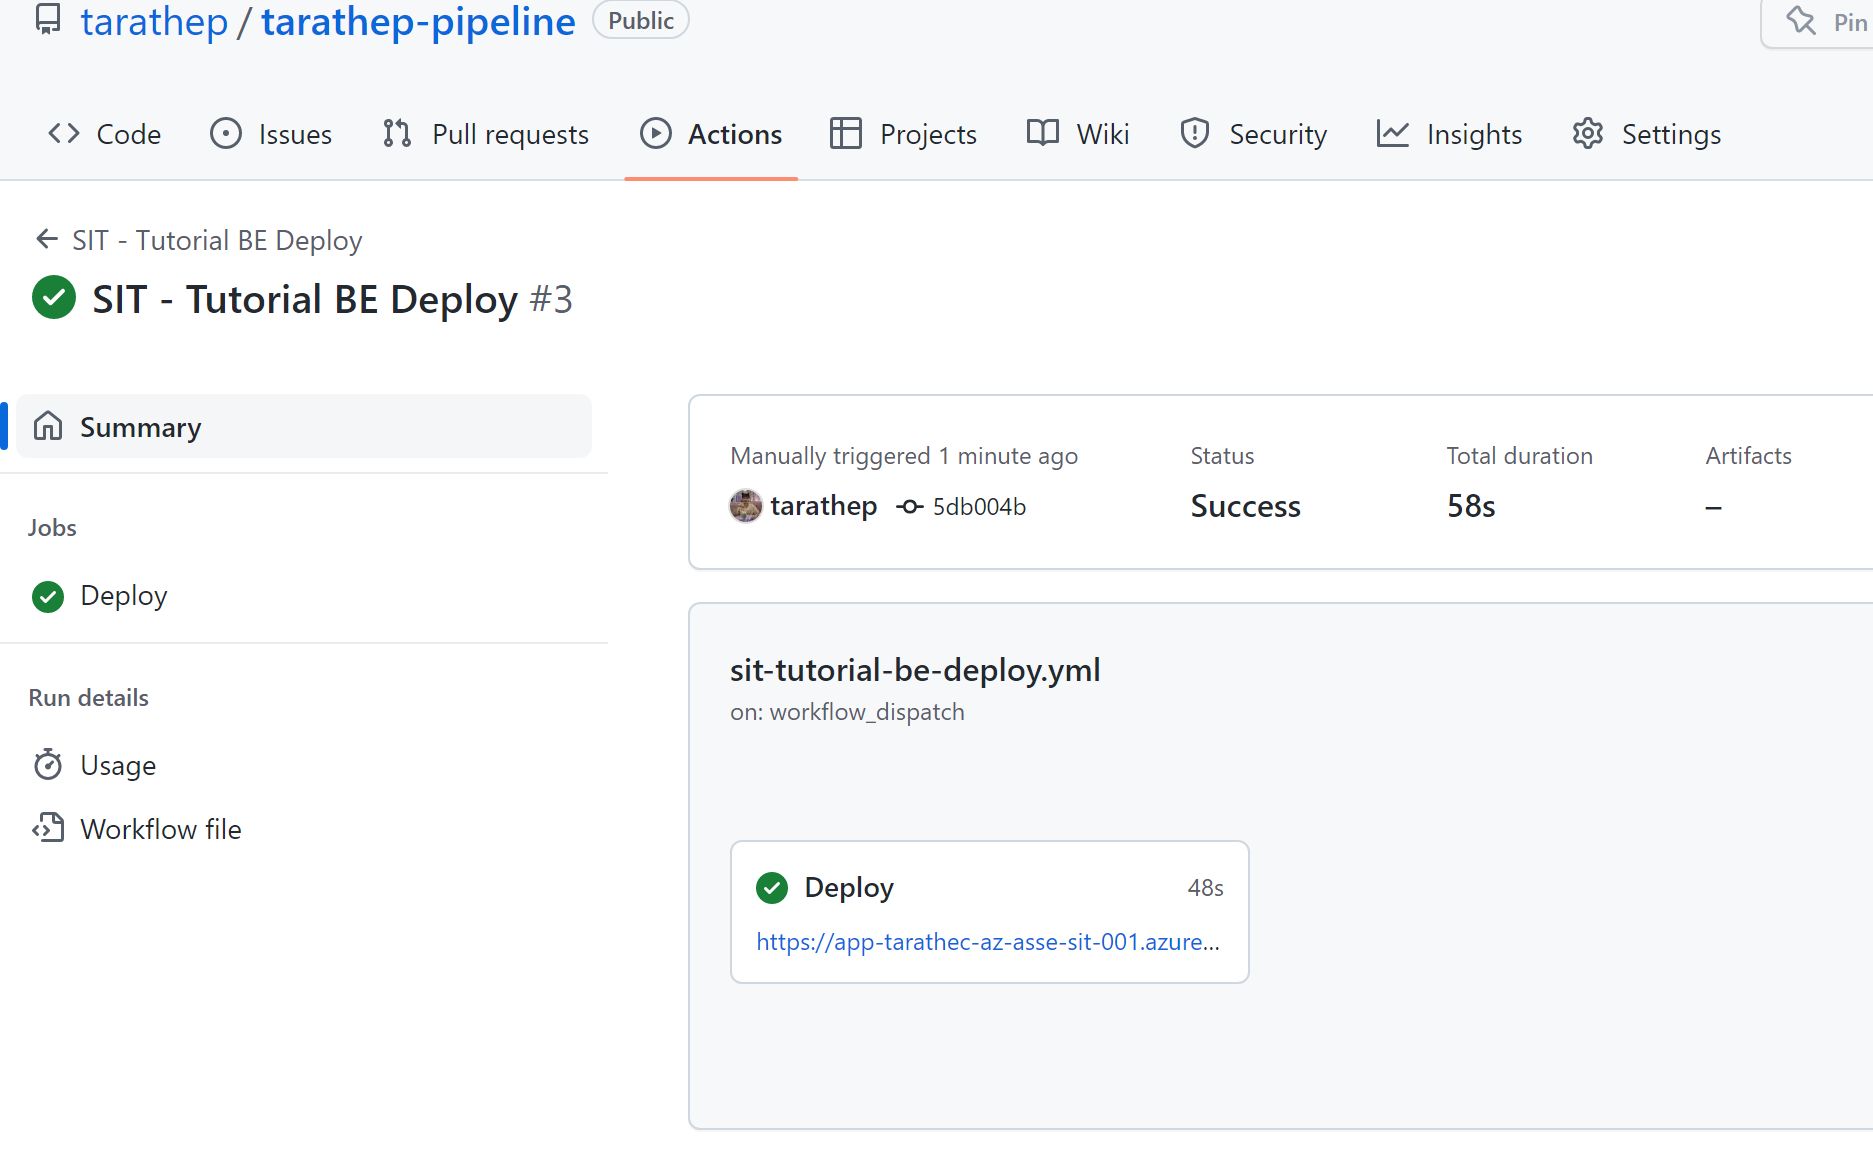 tarathep / tarathep-pipeline Public Pin
Code Issues Pull requests Actions Projects Wiki Security Insights Settings
SIT - Tutorial BE Deploy
SIT - Tutorial BE Deploy #3
Summary
Jobs
Deploy
Run details
Usage
Workflow file
Manually triggered 1 minute ago
tarathep 5db004b
Status
Success
Total duration
58s
Artifacts
–
sit-tutorial-be-deploy.yml
on: workflow_dispatch
Deploy 48s
https://app-tarathec-az-asse-sit-001.azure...